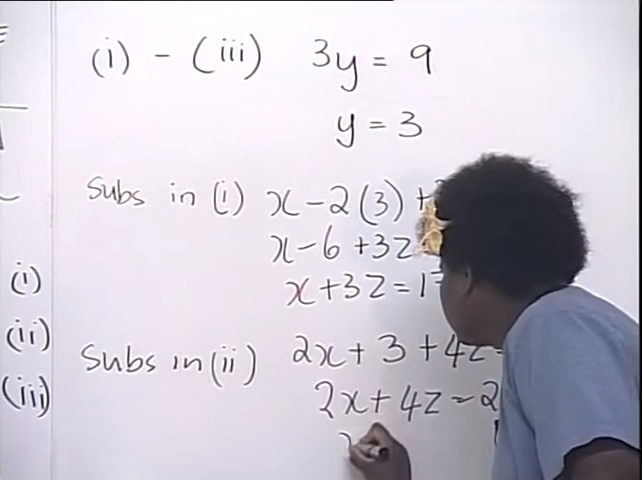 (i) - (iii) 3y = 9
y = 3
Subs in (i) x - 2(3) +
x - 6 + 3z
x + 3z = 1
(i)
(ii)
Subs in (ii) 2x + 3 + 4z
2x + 4z = 2
(iii)